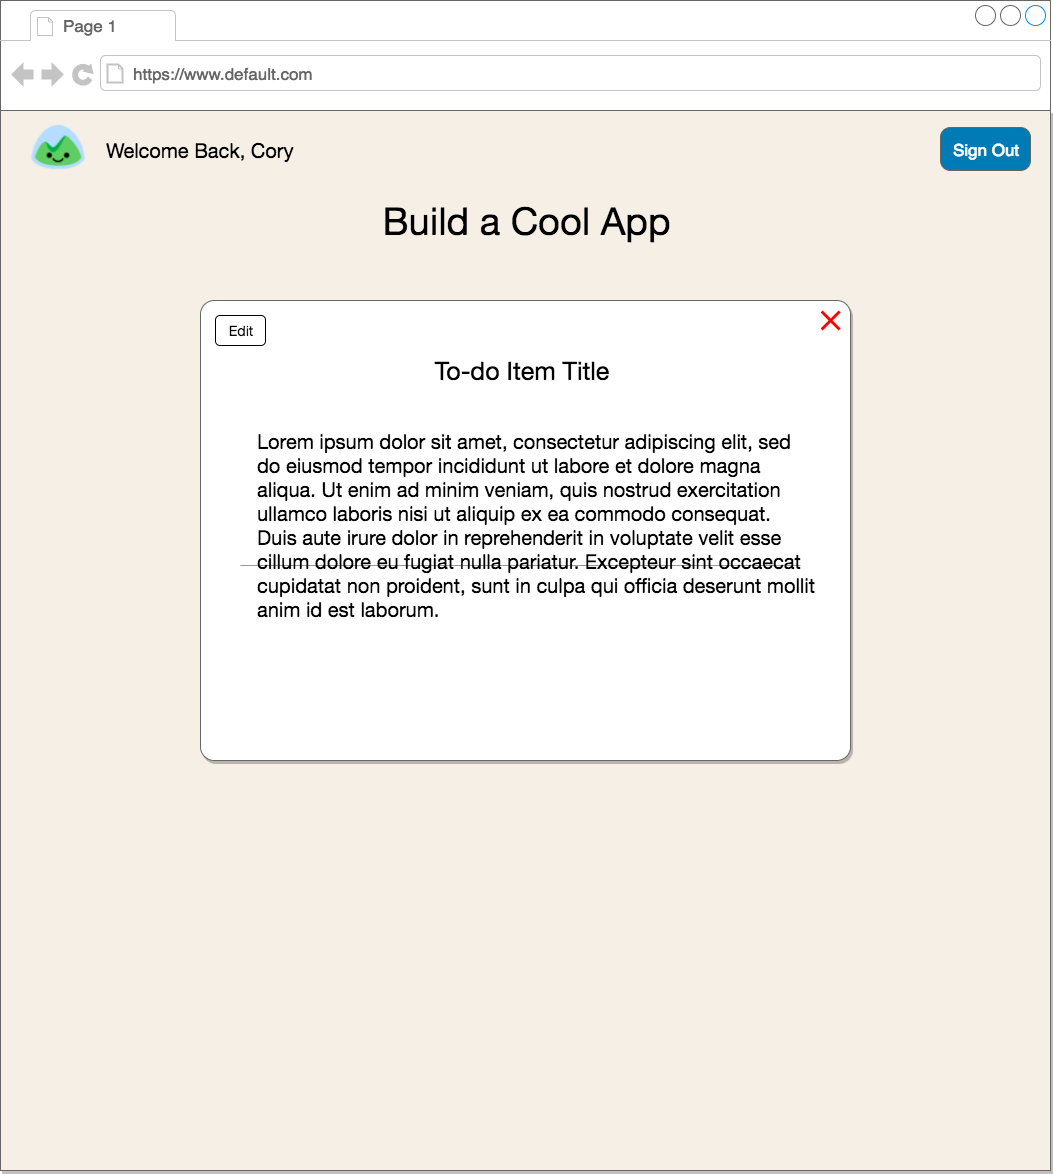 Page 1
https://www.default.com
Welcome Back, Cory
Sign Out
Build a Cool App
Edit
To-do Item Title
Lorem ipsum dolor sit amet, consectetur adipiscing elit, sed
do eiusmod tempor incididunt ut labore et dolore magna
aliqua. Ut enim ad minim veniam, quis nostrud exercitation
ullamco laboris nisi ut aliquip ex ea commodo consequat.
Duis aute irure dolor in reprehenderit in voluptate velit esse
cillum dolore eu fugiat nulla pariatur. Excepteur sint occaecat
cupidatat non proident, sunt in culpa qui officia deserunt mollit
anim id est laborum.